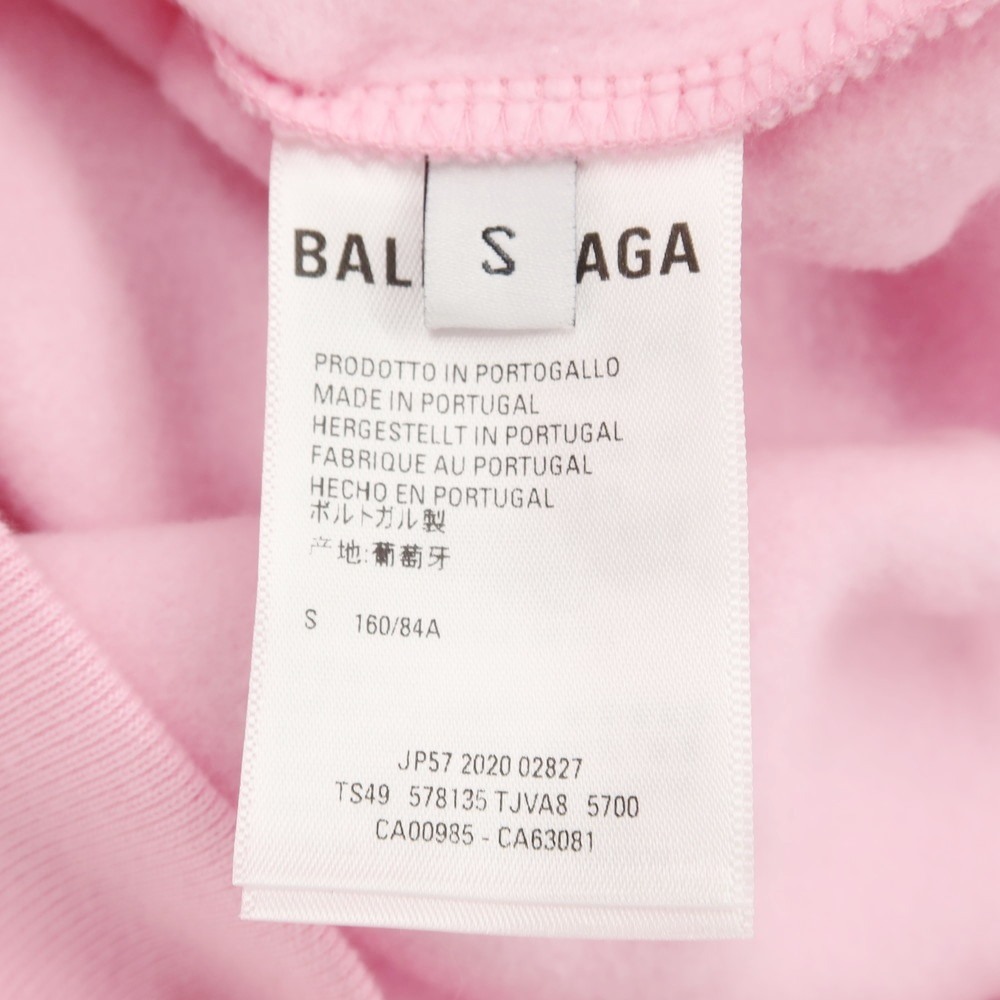 BAL S AGA
PRODOTTO IN PORTOGALLO
MADE IN PORTUGAL
HERGESTELLT IN PORTUGAL
FABRIQUE AU PORTUGAL
HECHO EN PORTUGAL
ポルトガル製
产地:葡萄牙
S 160/84A
JP57 2020 02827
TS49 578135 TJVA8 5700
CA00985 - CA63081